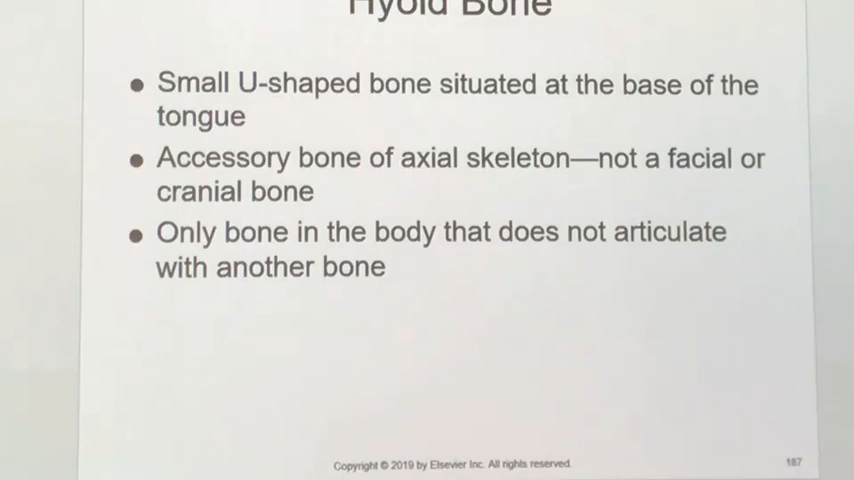 Hyoid Bone
● Small U-shaped bone situated at the base of the
tongue
● Accessory bone of axial skeleton—not a facial or
cranial bone
● Only bone in the body that does not articulate
with another bone
Copyright © 2019 by Elsevier Inc. All rights reserved.
187